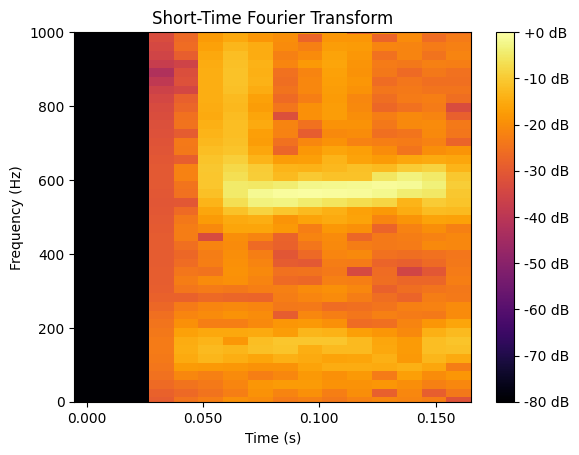 Short-Time Fourier Transform
1000
800
600
400
200
0
Frequency (Hz)
0.000
0.050
0.100
0.150
Time (s)
+0 dB
-10 dB
-20 dB
-30 dB
-40 dB
-50 dB
-60 dB
-70 dB
-80 dB